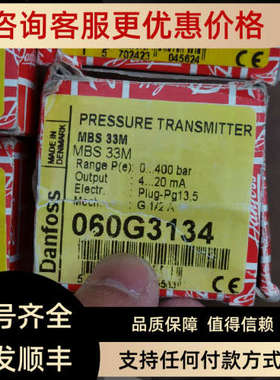 咨询客服更优惠价格
5 702423 045624
MADE IN
DENMARK
Danfoss
PRESSURE TRANSMITTER
MBS 33M
MBS 33M
Range P(e) : 0...400 bar
Output : 4...20 mA
Electr. : Plug-Pg13.5
Mech. : G 1/2 A
060G3134
号齐全
品质保障 值得信赖
发顺丰
支持任何付款方式